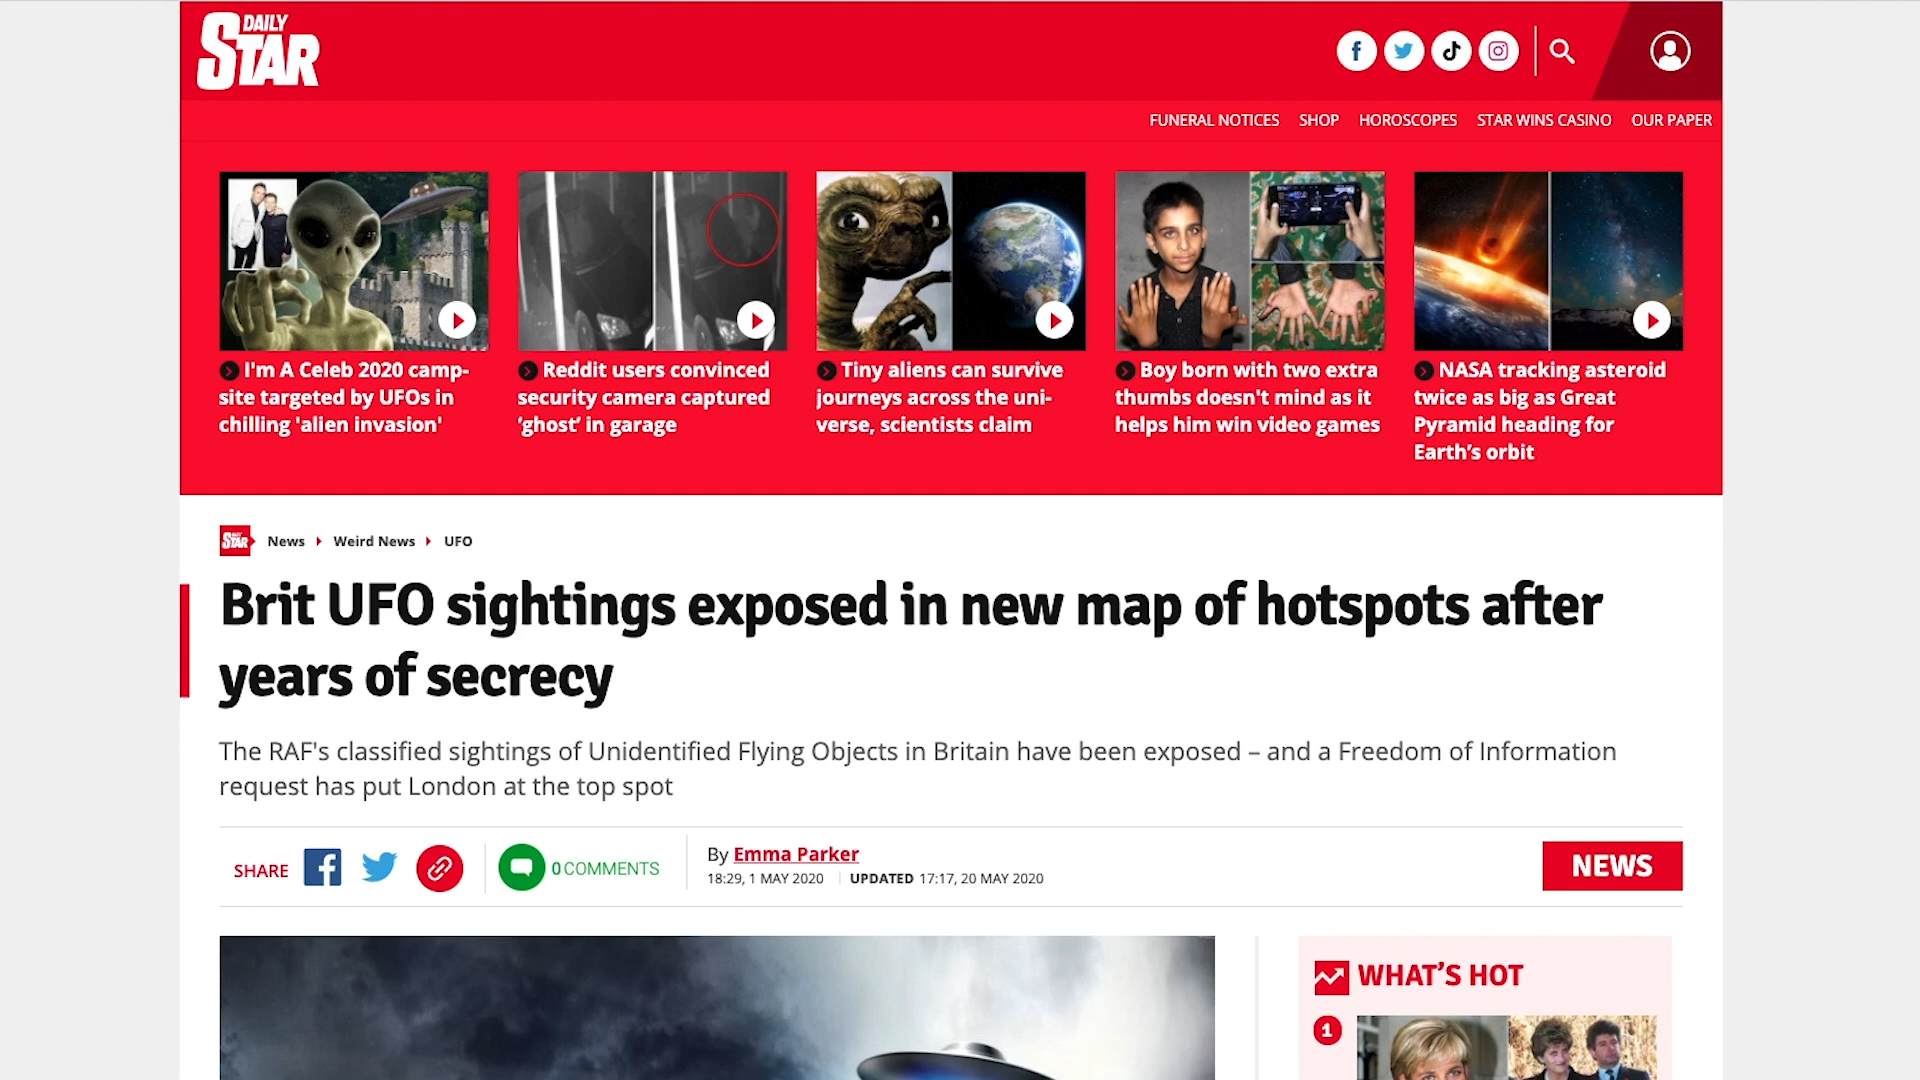 DAILY
STAR
FUNERAL NOTICES SHOP HOROSCOPES STAR WINS CASINO OUR PAPER
I'm A Celeb 2020 camp-
site targeted by UFOs in
chilling 'alien invasion'
Reddit users convinced
security camera captured
‘ghost’ in garage
Tiny aliens can survive
journeys across the uni-
verse, scientists claim
Boy born with two extra
thumbs doesn't mind as it
helps him win video games
NASA tracking asteroid
twice as big as Great
Pyramid heading for
Earth’s orbit
DAILY
STAR
News Weird News UFO
Brit UFO sightings exposed in new map of hotspots after
years of secrecy
The RAF's classified sightings of Unidentified Flying Objects in Britain have been exposed – and a Freedom of Information
request has put London at the top spot
SHARE 0 COMMENTS
By Emma Parker
18:29, 1 MAY 2020 UPDATED 17:17, 20 MAY 2020
NEWS
WHAT’S HOT
1